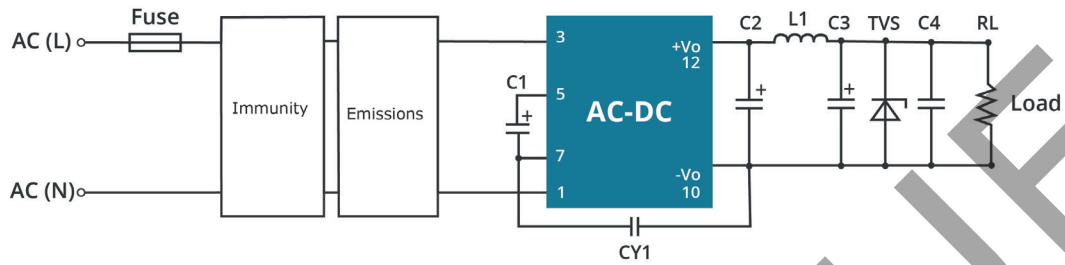 Fuse
AC (L)
Immunity
Emissions
C1
+
3
5
7
1
AC-DC
+Vo
12
-Vo
10
CY1
C2
+
L1
C3
+
TVS
C4
RL
Load
AC (N)